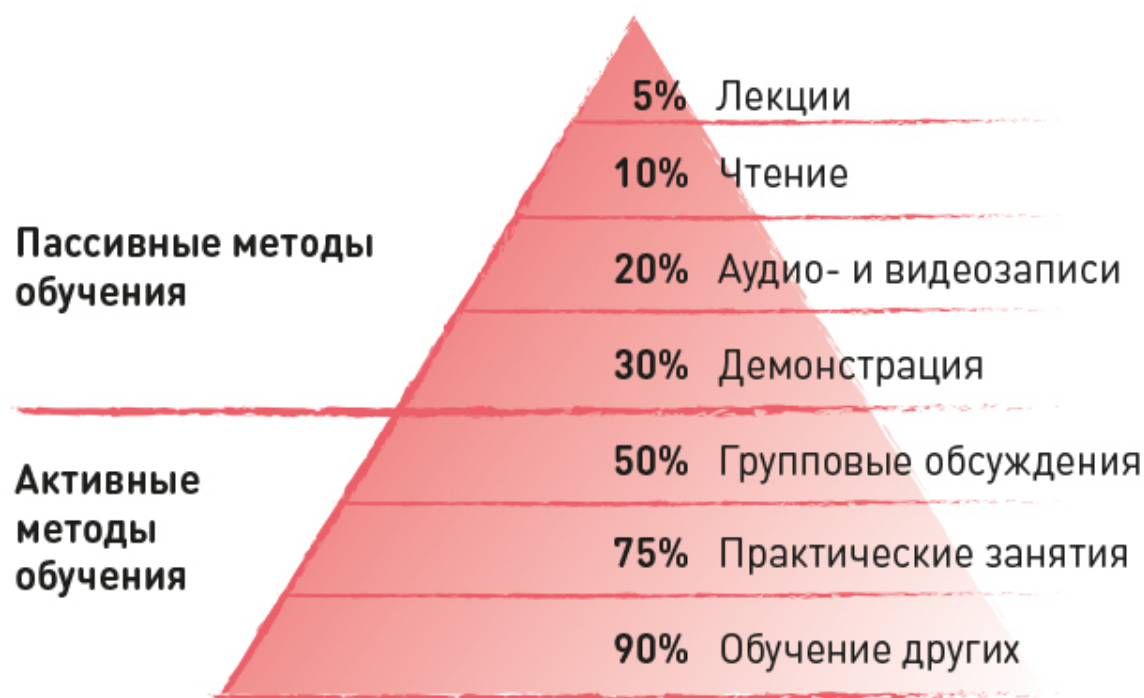 5% Лекции
10% Чтение
Пассивные методы
обучения
20% Аудио- и видеозаписи
30% Демонстрация
50% Групповые обсуждения
Активные
методы
обучения
75% Практические занятия
90% Обучение других